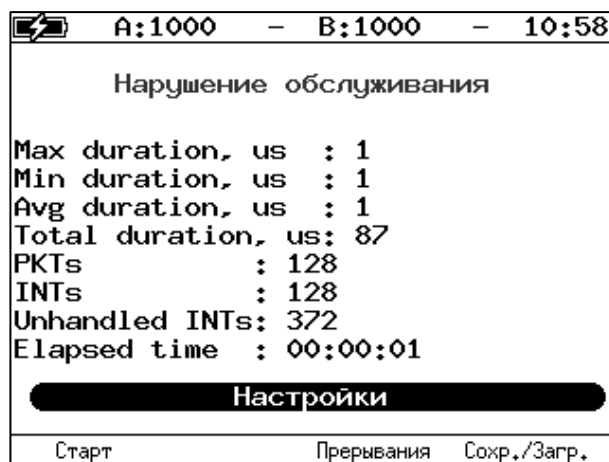 A:1000 – B:1000 – 10:58
Нарушение обслуживания
Max duration, us : 1
Min duration, us : 1
Avg duration, us : 1
Total duration, us: 87
PKTs : 128
INTs : 128
Unhandled INTs: 372
Elapsed time : 00:00:01
Настройки
Старт Прерывания Сохр./Загр.